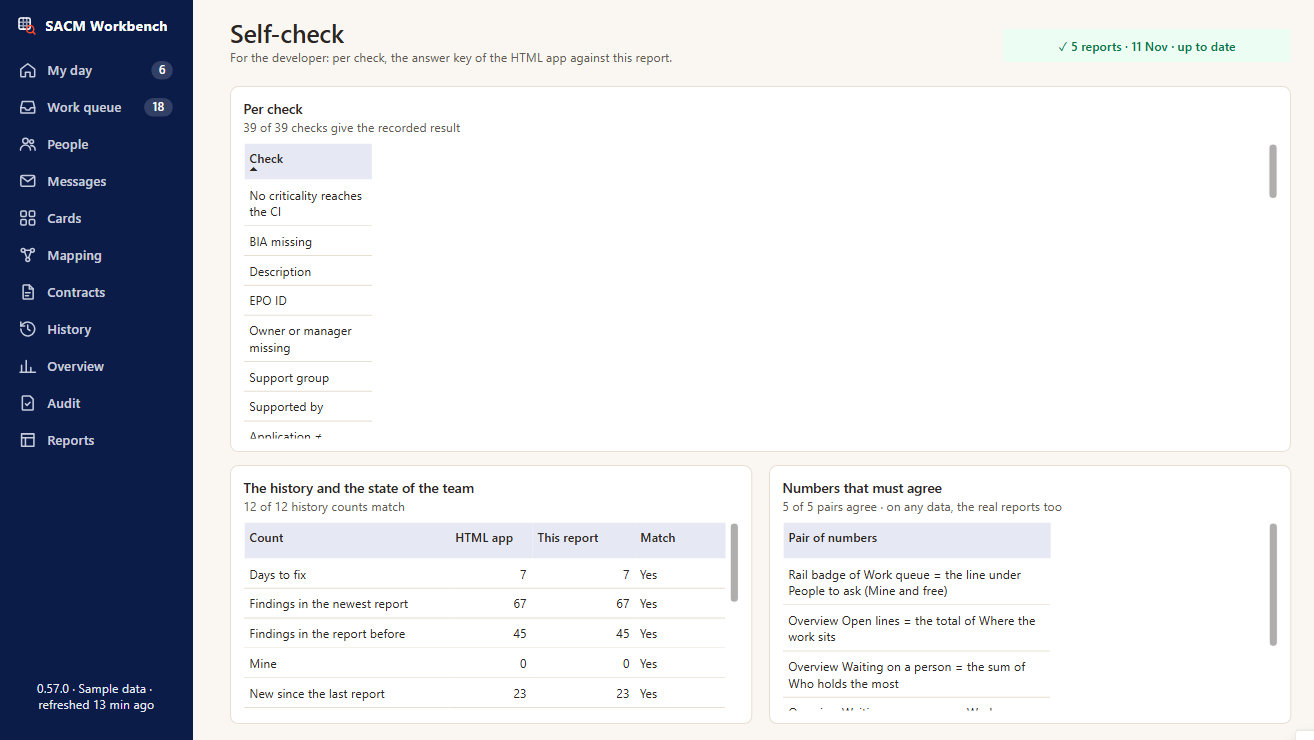 SACM Workbench
My day 6
Work queue 18
People
Messages
Cards
Mapping
Contracts
History
Overview
Audit
Reports
0.57.0 · Sample data ·
refreshed 13 min ago
Self-check
For the developer: per check, the answer key of the HTML app against this report.
✓ 5 reports · 11 Nov · up to date
Per check
39 of 39 checks give the recorded result
Check
No criticality reaches
the CI
BIA missing
Description
EPO ID
Owner or manager
missing
Support group
Supported by
Application ≠
The history and the state of the team
12 of 12 history counts match
Count HTML app This report Match
Days to fix 7 7 Yes
Findings in the newest report 67 67 Yes
Findings in the report before 45 45 Yes
Mine 0 0 Yes
New since the last report 23 23 Yes
Numbers that must agree
5 of 5 pairs agree · on any data, the real reports too
Pair of numbers
Rail badge of Work queue = the line under
People to ask (Mine and free)
Overview Open lines = the total of Where the
work sits
Overview Waiting on a person = the sum of
Who holds the most